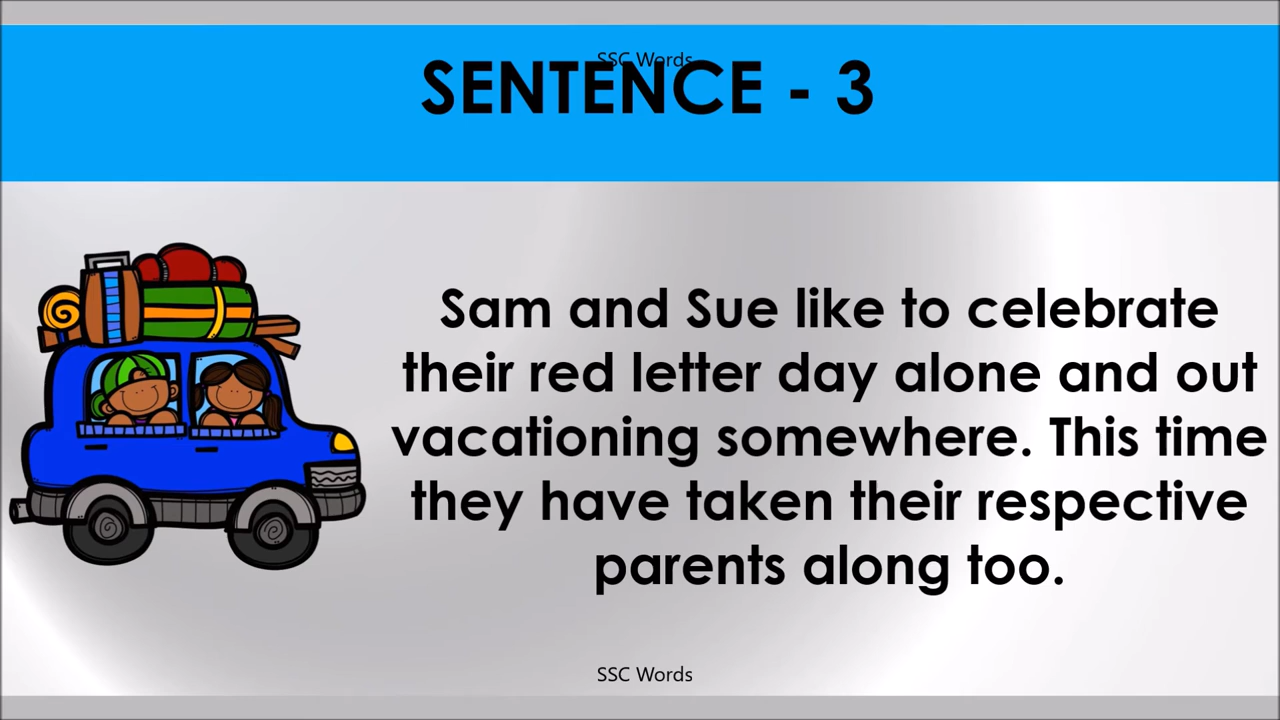 SSC Words
SENTENCE - 3
Sam and Sue like to celebrate
their red letter day alone and out
vacationing somewhere. This time
they have taken their respective
parents along too.
SSC Words